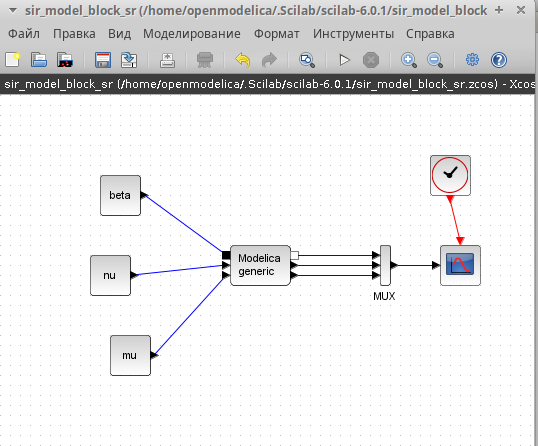 sir_model_block_sr (/home/openmodelica/.Scilab/scilab-6.0.1/sir_model_block
Файл Правка Вид Моделирование Формат Инструменты Справка
sir_model_block_sr (/home/openmodelica/.Scilab/scilab-6.0.1/sir_model_block_sr.zcos) - Xcos
beta
Modelica
generic
nu
MUX
mu